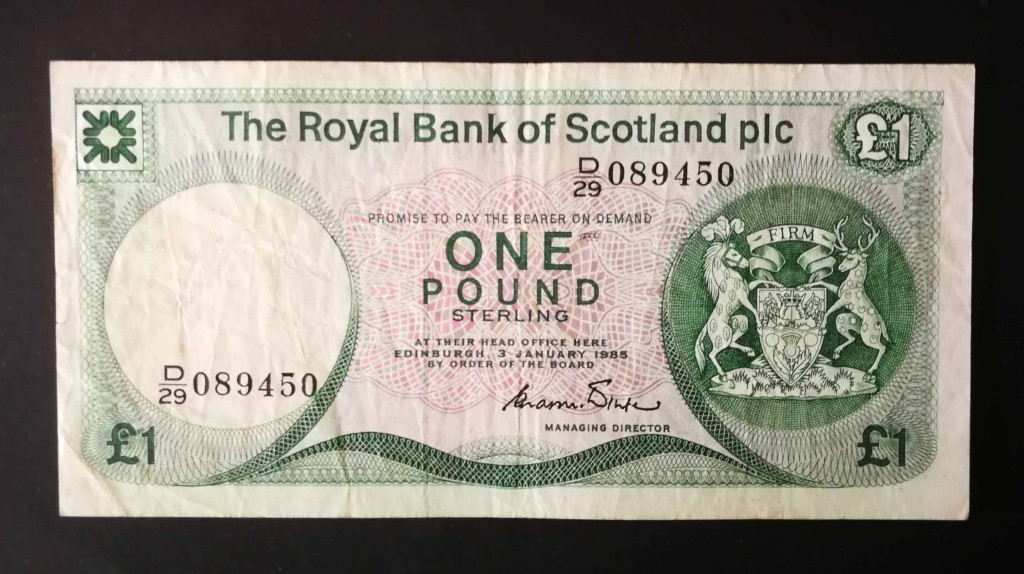 The Royal Bank of Scotland plc
£1
D/29 089450
PROMISE TO PAY THE BEARER ON DEMAND
ONE
POUND
STERLING
AT THEIR HEAD OFFICE HERE
EDINBURGH, 3 JANUARY 1985
BY ORDER OF THE BOARD
MANAGING DIRECTOR
FIRM
D/29 089450
£1
£1